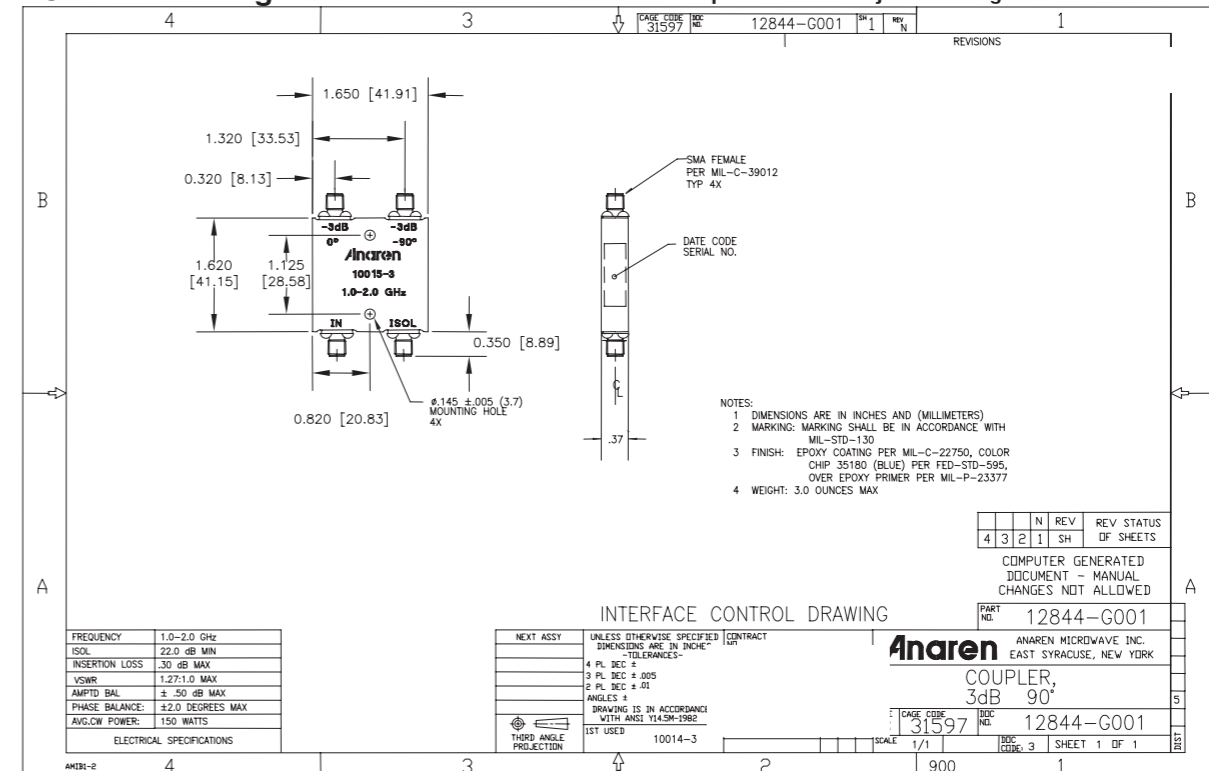 4
3
CAGE CODE
31597
DOC NO.
12844-G001
SH 1
REV N
1
REVISIONS
B
B
1.650 [41.91]
1.320 [33.53]
0.320 [8.13]
-3dB
0°
-3dB
-90°
Anaren
10015-3
1.0-2.0 GHz
IN
ISOL
1.620
[41.15]
1.125
[28.58]
0.350 [8.89]
0.820 [20.83]
ø.145 ±.005 (3.7)
MOUNTING HOLE
4X
SMA FEMALE
PER MIL-C-39012
TYP 4X
DATE CODE
SERIAL NO.
CL
.37
NOTES:
1 DIMENSIONS ARE IN INCHES AND (MILLIMETERS)
2 MARKING: MARKING SHALL BE IN ACCORDANCE WITH
MIL-STD-130
3 FINISH: EPOXY COATING PER MIL-C-22750, COLOR
CHIP 35180 (BLUE) PER FED-STD-595,
OVER EPOXY PRIMER PER MIL-P-23377
4 WEIGHT: 3.0 OUNCES MAX
N REV
REV STATUS
4 3 2 1 SH
OF SHEETS
COMPUTER GENERATED
DOCUMENT - MANUAL
CHANGES NOT ALLOWED
A
A
INTERFACE CONTROL DRAWING
PART NO.
12844-G001
FREQUENCY 1.0-2.0 GHz
ISOL 22.0 dB MIN
INSERTION LOSS .30 dB MAX
VSWR 1.27:1.0 MAX
AMPTD BAL ± .50 dB MAX
PHASE BALANCE: ±2.0 DEGREES MAX
AVG.CW POWER: 150 WATTS
ELECTRICAL SPECIFICATIONS
NEXT ASSY
THIRD ANGLE
PROJECTION
UNLESS OTHERWISE SPECIFIED
DIMENSIONS ARE IN INCHE
-TOLERANCES-
4 PL DEC ±
3 PL DEC ± .005
2 PL DEC ± .01
ANGLES ±
DRAWING IS IN ACCORDANCE
WITH ANSI Y14.5M-1982
1ST USED
10014-3
CONTRACT
Anaren
ANAREN MICROWAVE INC.
EAST SYRACUSE, NEW YORK
COUPLER,
3dB 90°
CAGE CODE
31597
DOC NO.
12844-G001
SCALE 1/1
DOC CODE: 3
SHEET 1 OF 1
5
DIST
AMIB1-2
4
3
2
900
1